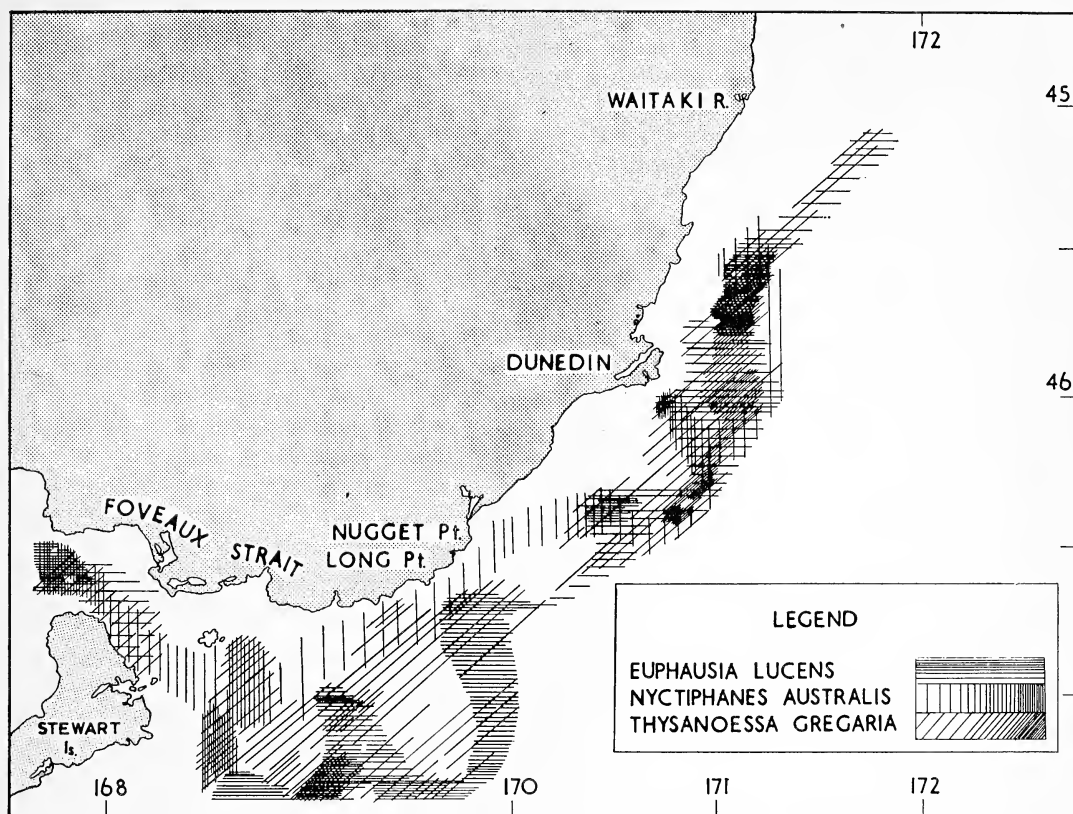 172
WAITAKI R.
45
DUNEDIN
46
FOVEAUX
STRAIT
NUGGET Pt.
LONG Pt.
STEWART
Is.
LEGEND
EUPHAUSIA LUCENS
NYCTIPHANES AUSTRALIS
THYSANOESSA GREGARIA
168
170
171
172